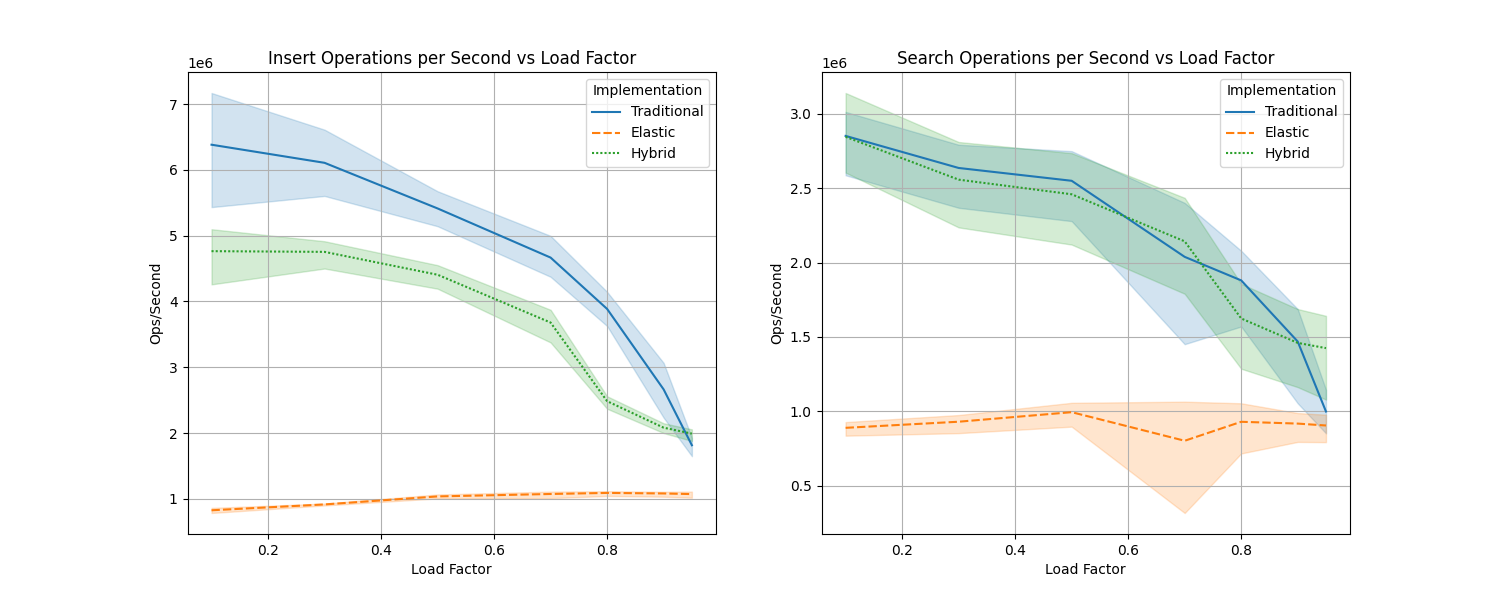 Insert Operations per Second vs Load Factor
1e6
7
6
5
4
3
2
1
Ops/Second
0.2
0.4
0.6
0.8
Load Factor
Implementation
Traditional
Elastic
Hybrid
Search Operations per Second vs Load Factor
1e6
3.0
2.5
2.0
1.5
1.0
0.5
Ops/Second
0.2
0.4
0.6
0.8
Load Factor
Implementation
Traditional
Elastic
Hybrid